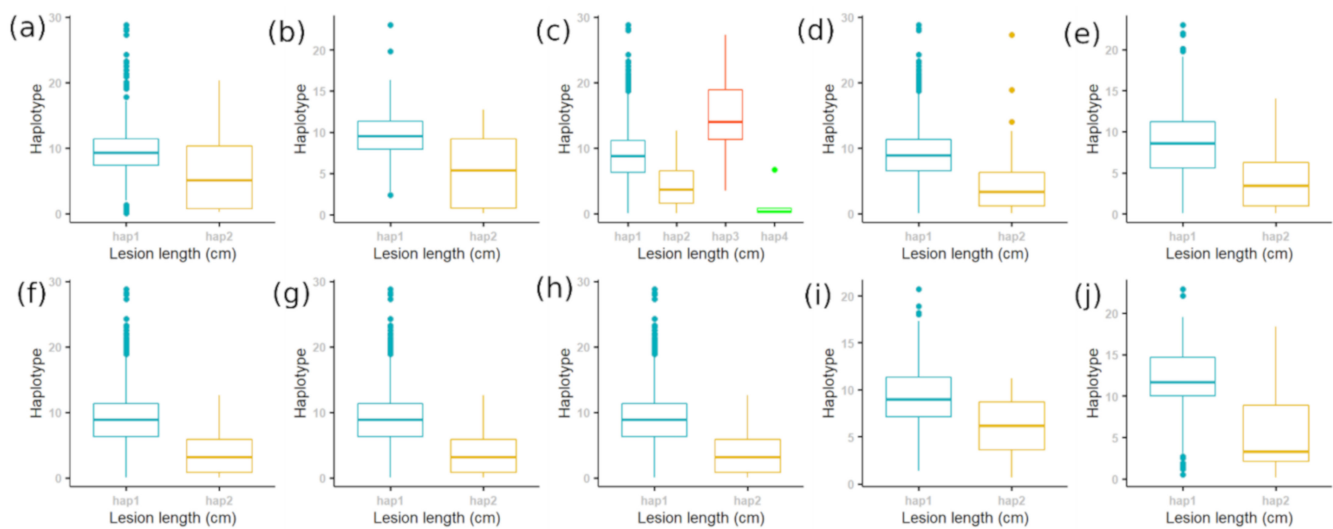 (a)
30
20
10
0
Haplotype
hap1 hap2
Lesion length (cm)
(b)
20
15
10
5
0
Haplotype
hap1 hap2
Lesion length (cm)
(c)
30
20
10
0
Haplotype
hap1 hap2 hap3 hap4
Lesion length (cm)
(d)
30
20
10
0
Haplotype
hap1 hap2
Lesion length (cm)
(e)
20
15
10
5
0
Haplotype
hap1 hap2
Lesion length (cm)
(f)
30
20
10
0
Haplotype
hap1 hap2
Lesion length (cm)
(g)
30
20
10
0
Haplotype
hap1 hap2
Lesion length (cm)
(h)
30
20
10
0
Haplotype
hap1 hap2
Lesion length (cm)
(i)
20
15
10
5
0
Haplotype
hap1 hap2
Lesion length (cm)
(j)
20
15
10
5
0
Haplotype
hap1 hap2
Lesion length (cm)